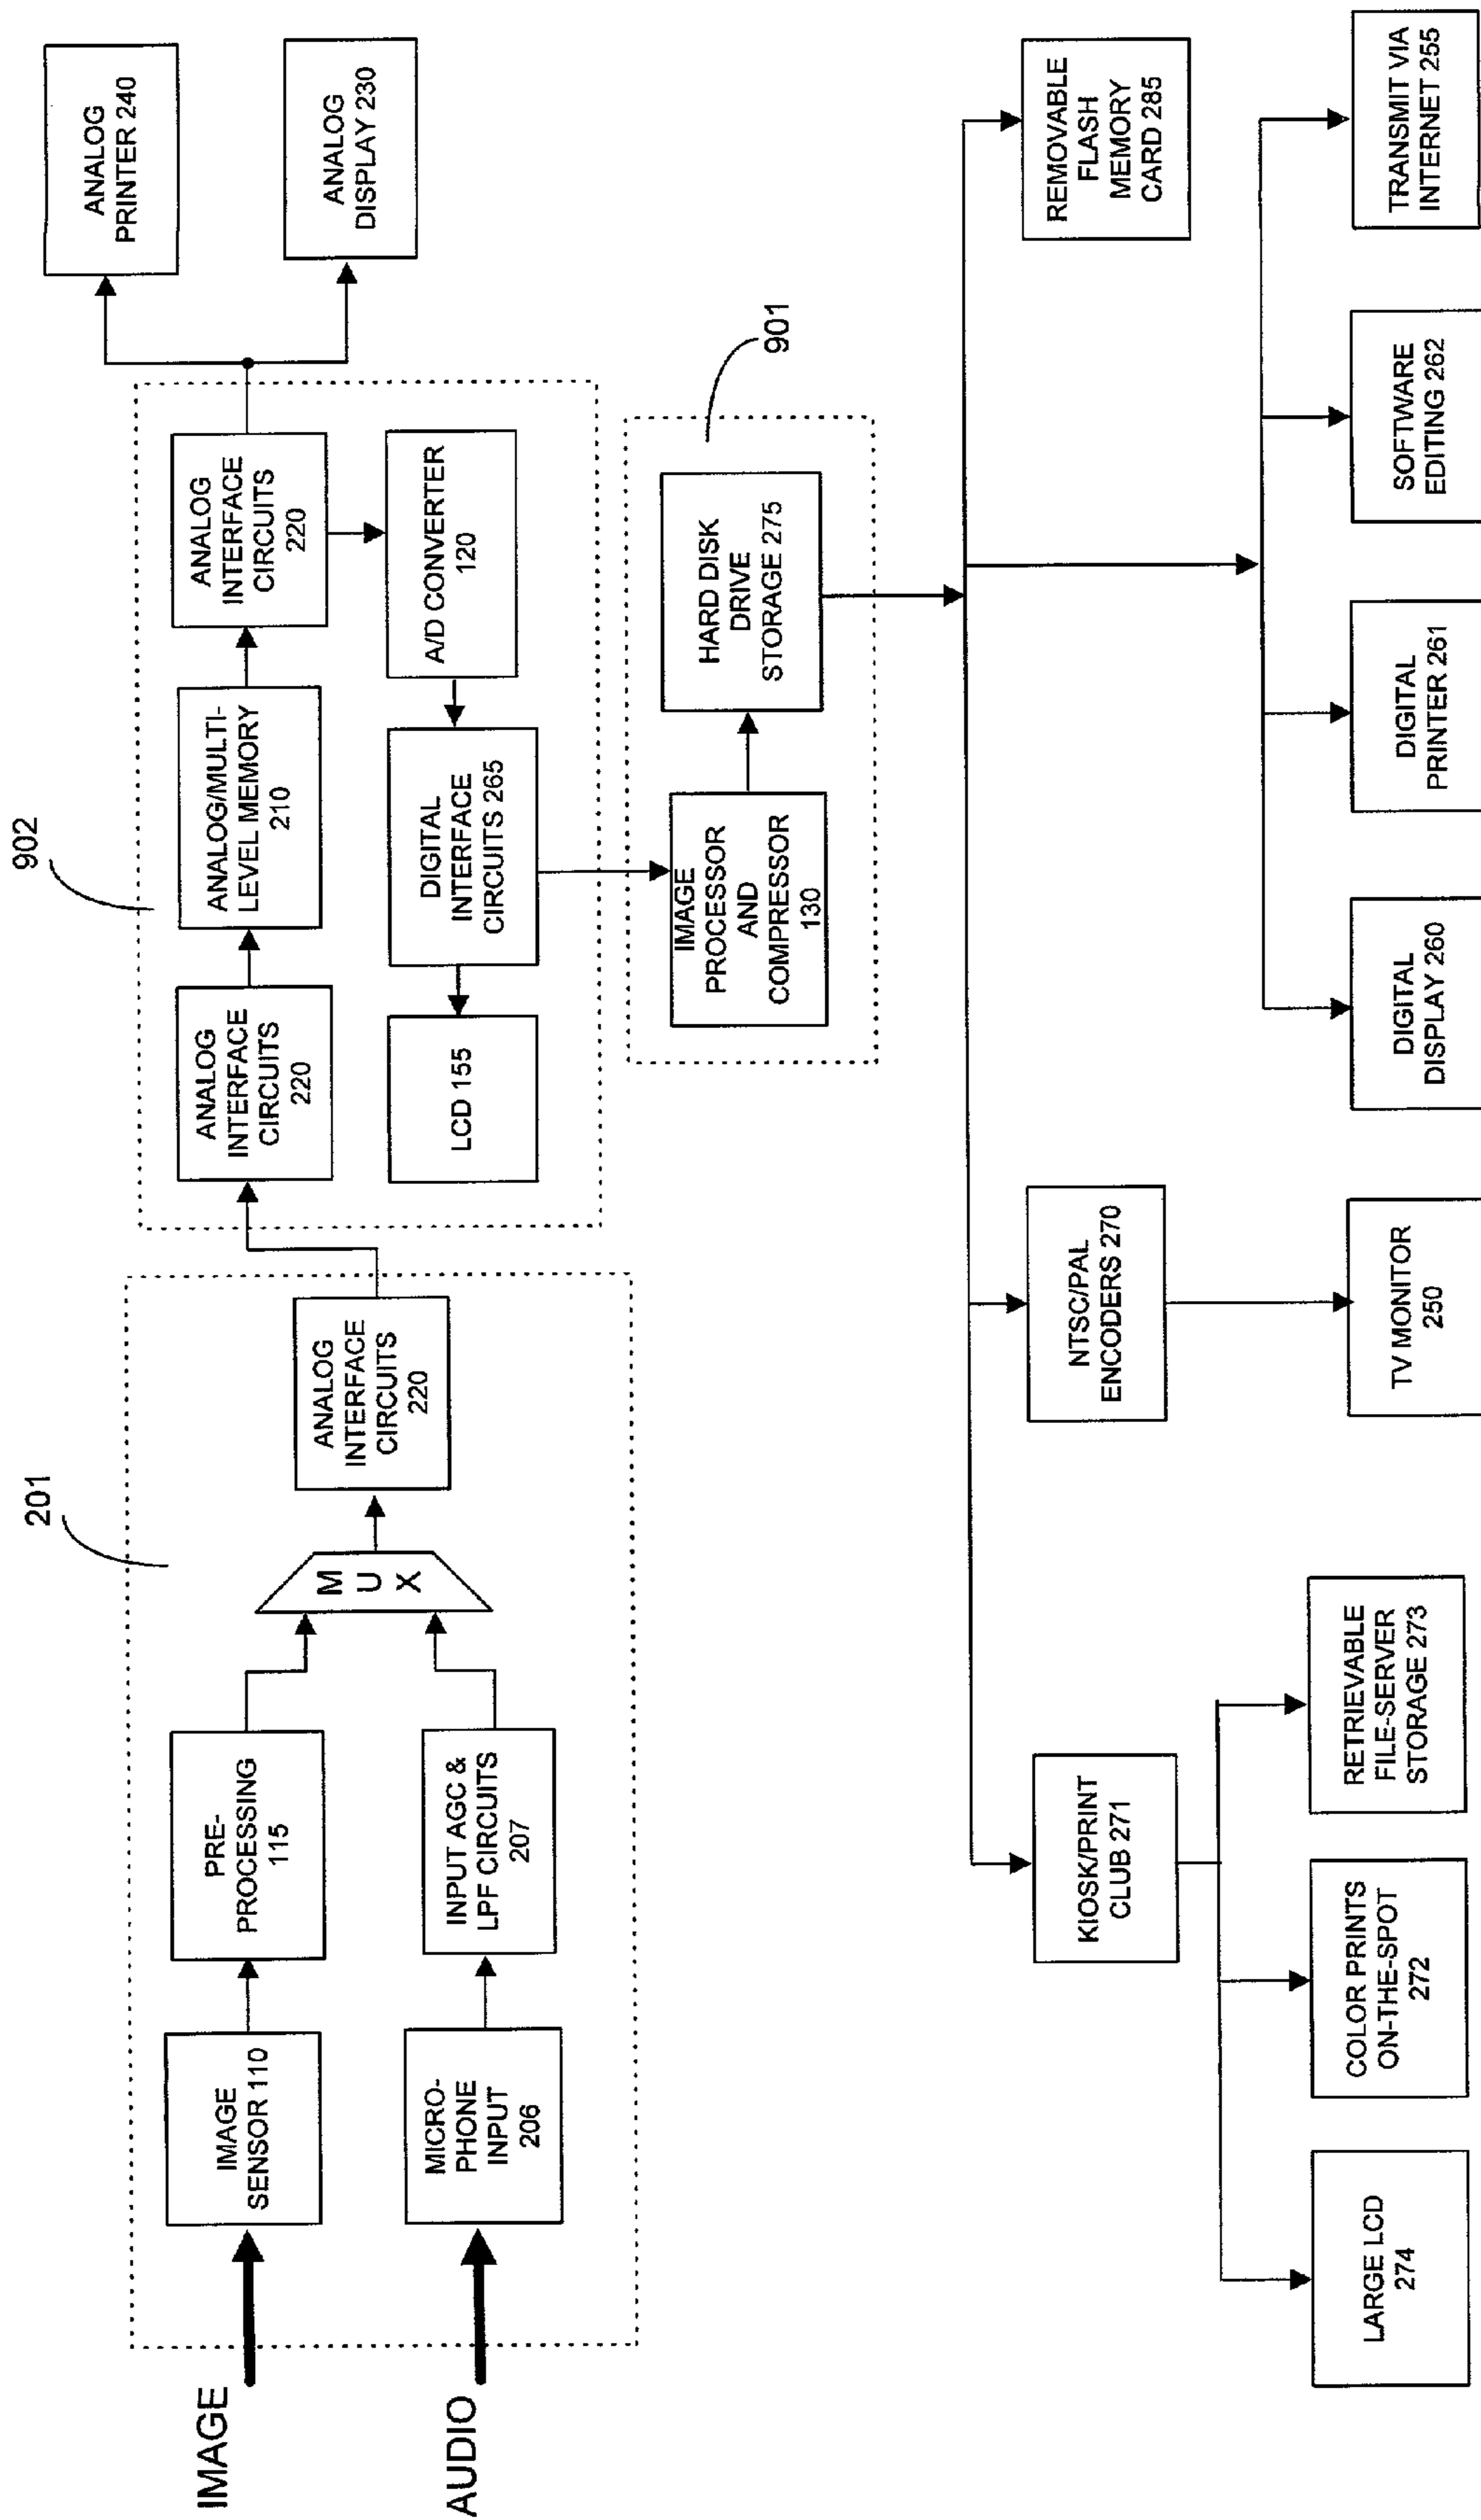 IMAGE
AUDIO
201
IMAGE
SENSOR 110
PRE-
PROCESSING
115
MICRO-
PHONE
INPUT
206
INPUT AGC &
LPF CIRCUITS
207
M
U
X
ANALOG
INTERFACE
CIRCUITS
220
902
ANALOG
INTERFACE
CIRCUITS
220
ANALOG/MULTI-
LEVEL MEMORY
210
ANALOG
INTERFACE
CIRCUITS
220
LCD 155
DIGITAL
INTERFACE
CIRCUITS 265
A/D CONVERTER
120
ANALOG
PRINTER 240
ANALOG
DISPLAY 230
901
IMAGE
PROCESSOR
AND
COMPRESSOR
130
HARD DISK
DRIVE
STORAGE 275
KIOSK/PRINT
CLUB 271
NTSC/PAL
ENCODERS 270
REMOVABLE
FLASH
MEMORY
CARD 285
LARGE LCD
274
COLOR PRINTS
ON-THE-SPOT
272
RETRIEVABLE
FILE-SERVER
STORAGE 273
TV MONITOR
250
DIGITAL
DISPLAY 260
DIGITAL
PRINTER 261
SOFTWARE
EDITING 262
TRANSMIT VIA
INTERNET 255